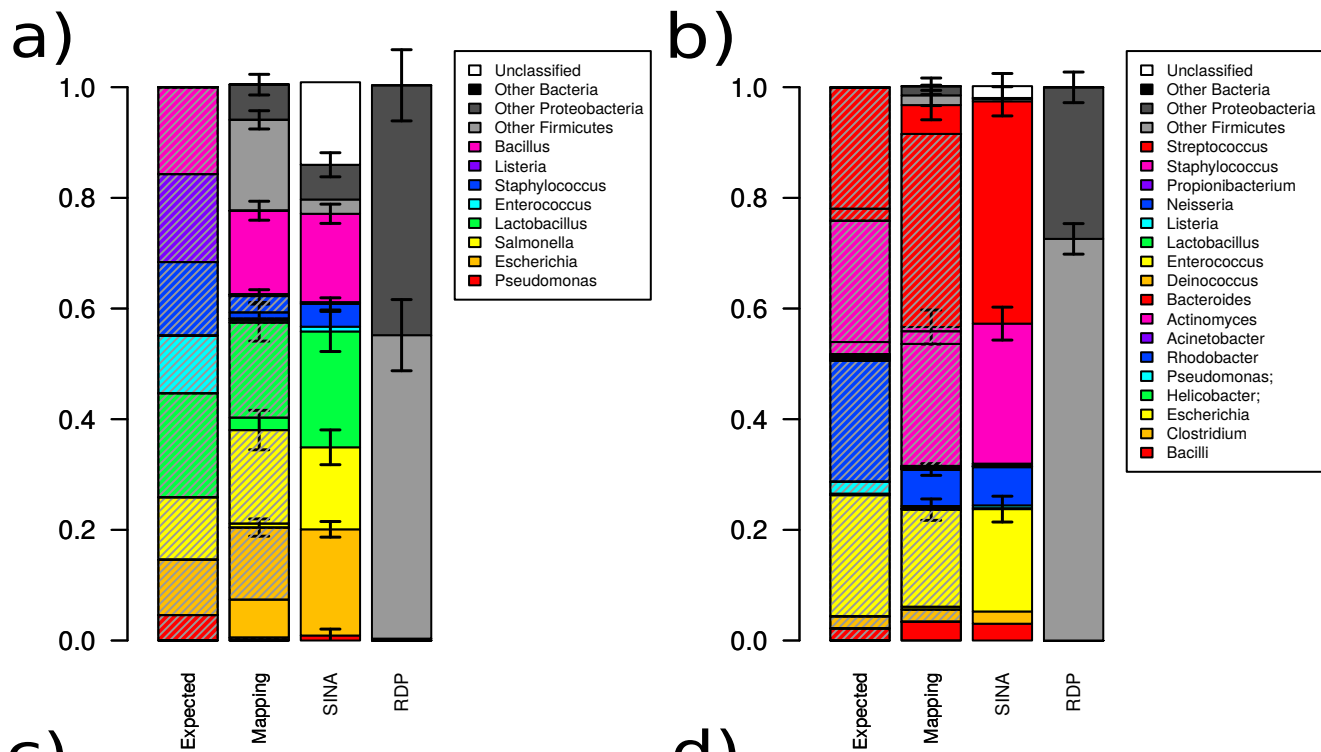 a)
1.0
0.8
0.6
0.4
0.2
0.0
Expected
Mapping
SINA
RDP
Unclassified
Other Bacteria
Other Proteobacteria
Other Firmicutes
Bacillus
Listeria
Staphylococcus
Enterococcus
Lactobacillus
Salmonella
Escherichia
Pseudomonas
b)
1.0
0.8
0.6
0.4
0.2
0.0
Expected
Mapping
SINA
RDP
Unclassified
Other Bacteria
Other Proteobacteria
Other Firmicutes
Streptococcus
Staphylococcus
Propionibacterium
Neisseria
Listeria
Lactobacillus
Enterococcus
Deinococcus
Bacteroides
Actinomyces
Acinetobacter
Rhodobacter
Pseudomonas;
Helicobacter;
Escherichia
Clostridium
Bacilli
c)
d)